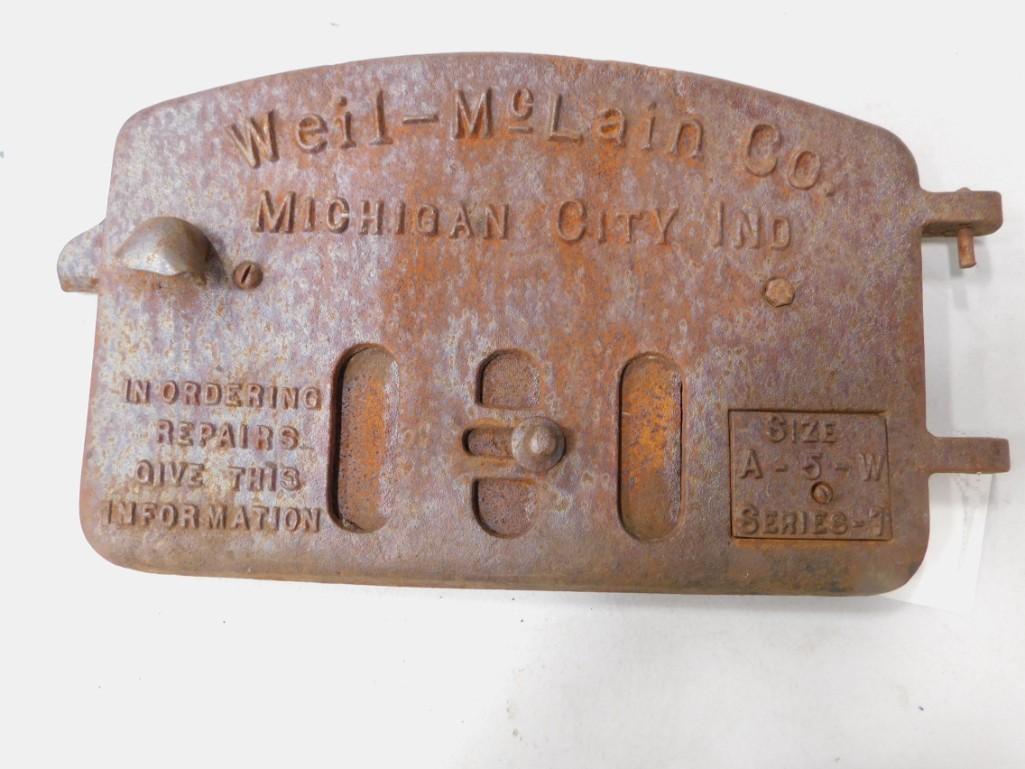 Weil-McLain Co.
Michigan City Ind
IN ORDERING
REPAIRS
GIVE THIS
INFORMATION
Size
A-5-W
Series-1